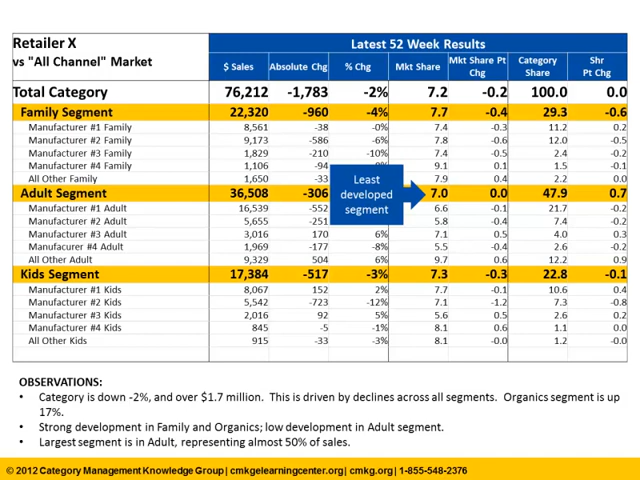 Retailer X
vs "All Channel" Market
Latest 52 Week Results
$ Sales Absolute Chg % Chg Mkt Share Mkt Share Pt Chg Category Share Shr Pt Chg
Total Category 76,212 -1,783 -2% 7.2 -0.2 100.0 0.0
Family Segment 22,320 -960 -4% 7.7 -0.4 29.3 -0.6
Manufacturer #1 Family 8,561 -38 -0% 7.4 -0.3 11.2 0.2
Manufacturer #2 Family 9,173 -586 -6% 7.8 -0.6 12.0 -0.5
Manufacturer #3 Family 1,829 -210 -10% 7.4 -0.5 2.4 -0.2
Manufacturer #4 Family 1,106 -94 9.1 0.1 1.5 -0.1
All Other Family 1,650 -33 7.9 0.4 2.2 0.0
Adult Segment 36,508 -306 7.0 0.0 47.9 0.7
Manufacturer #1 Adult 16,539 -552 6.6 -0.1 21.7 -0.2
Manufacturer #2 Adult 5,655 -251 5.8 -0.4 7.4 -0.2
Manufacturer #3 Adult 3,016 170 6% 7.1 0.5 4.0 0.3
Manufacurer #4 Adult 1,969 -177 -8% 5.5 -0.4 2.6 -0.2
All Other Adult 9,329 504 6% 9.7 0.6 12.2 0.9
Kids Segment 17,384 -517 -3% 7.3 -0.3 22.8 -0.1
Manufacturer #1 Kids 8,067 152 2% 7.7 -0.1 10.6 0.4
Manufacturer #2 Kids 5,542 -723 -12% 7.1 -1.2 7.3 -0.8
Manufacturer #3 Kids 2,016 92 5% 5.6 0.5 2.6 0.2
Manufacturer #4 Kids 845 -5 -1% 8.1 0.6 1.1 0.0
All Other Kids 915 -33 -3% 8.1 -0.0 1.2 -0.0
Least
developed
segment
OBSERVATIONS:
• Category is down -2%, and over $1.7 million. This is driven by declines across all segments. Organics segment is up
17%.
• Strong development in Family and Organics; low development in Adult segment.
• Largest segment is in Adult, representing almost 50% of sales.
© 2012 Category Management Knowledge Group| cmkgelearningcenter.org| cmkg.org| 1-855-548-2376